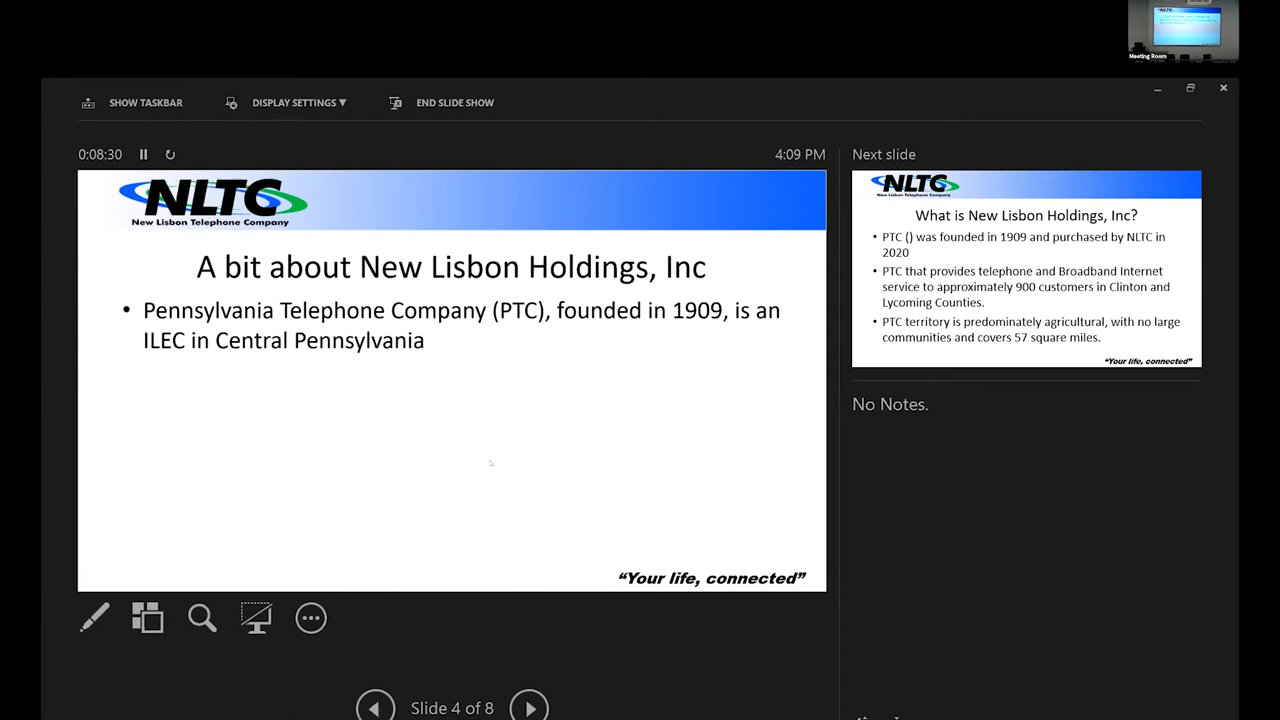 Meeting Room
SHOW TASKBAR
DISPLAY SETTINGS ▼
END SLIDE SHOW
0:08:30
4:09 PM
NLTC
New Lisbon Telephone Company
A bit about New Lisbon Holdings, Inc
• Pennsylvania Telephone Company (PTC), founded in 1909, is an
ILEC in Central Pennsylvania
“Your life, connected”
Slide 4 of 8
Next slide
NLTC
New Lisbon Telephone Company
What is New Lisbon Holdings, Inc?
• PTC () was founded in 1909 and purchased by NLTC in
2020
• PTC that provides telephone and Broadband Internet
service to approximately 900 customers in Clinton and
Lycoming Counties.
• PTC territory is predominately agricultural, with no large
communities and covers 57 square miles.
“Your life, connected”
No Notes.